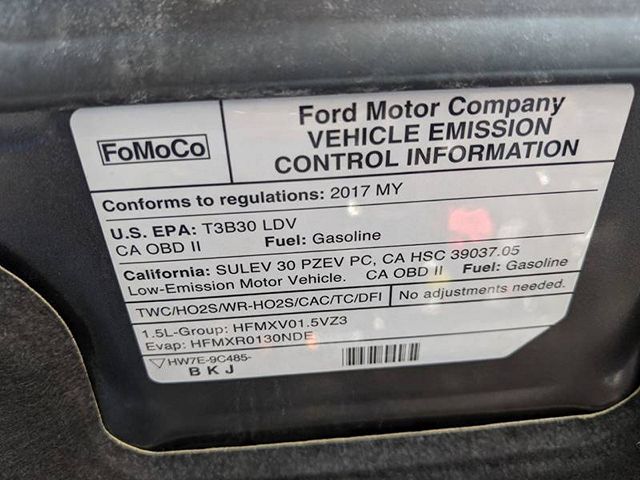 FoMoCo
Ford Motor Company
VEHICLE EMISSION
CONTROL INFORMATION
Conforms to regulations: 2017 MY
U.S. EPA: T3B30 LDV
CA OBD II Fuel: Gasoline
California: SULEV 30 PZEV PC, CA HSC 39037.05
Low-Emission Motor Vehicle. CA OBD II Fuel: Gasoline
TWC/HO2S/WR-HO2S/CAC/TC/DFI No adjustments needed.
1.5L-Group: HFMXV01.5VZ3
Evap: HFMXR0130NDE
HW7E-9C485-
BKJ